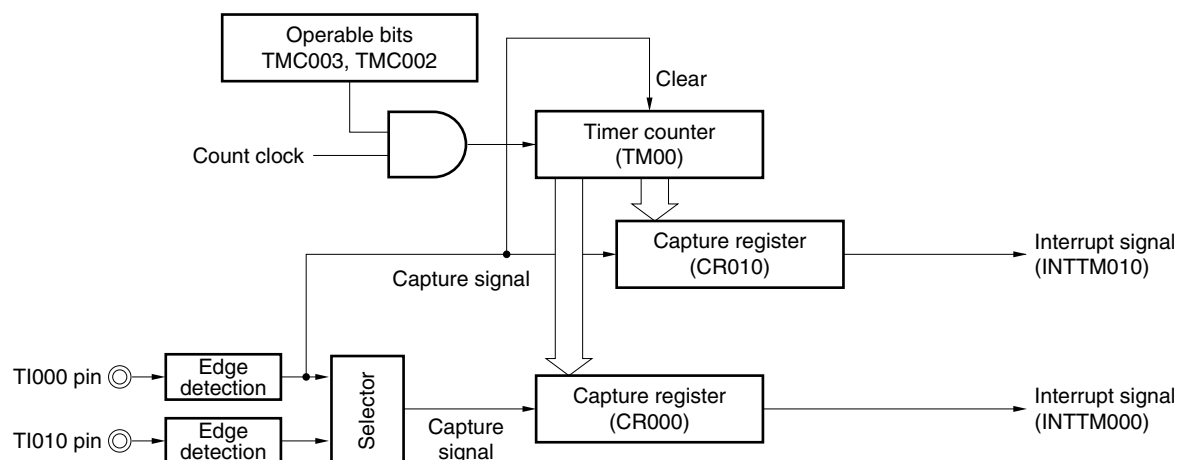 Operable bits
TMC003, TMC002
Clear
Timer counter
(TM00)
Count clock
Capture register
(CR010)
Interrupt signal
(INTTM010)
Capture signal
TI000 pin
Edge
detection
Selector
Capture register
(CR000)
Interrupt signal
(INTTM000)
TI010 pin
Edge
detection
Capture
signal